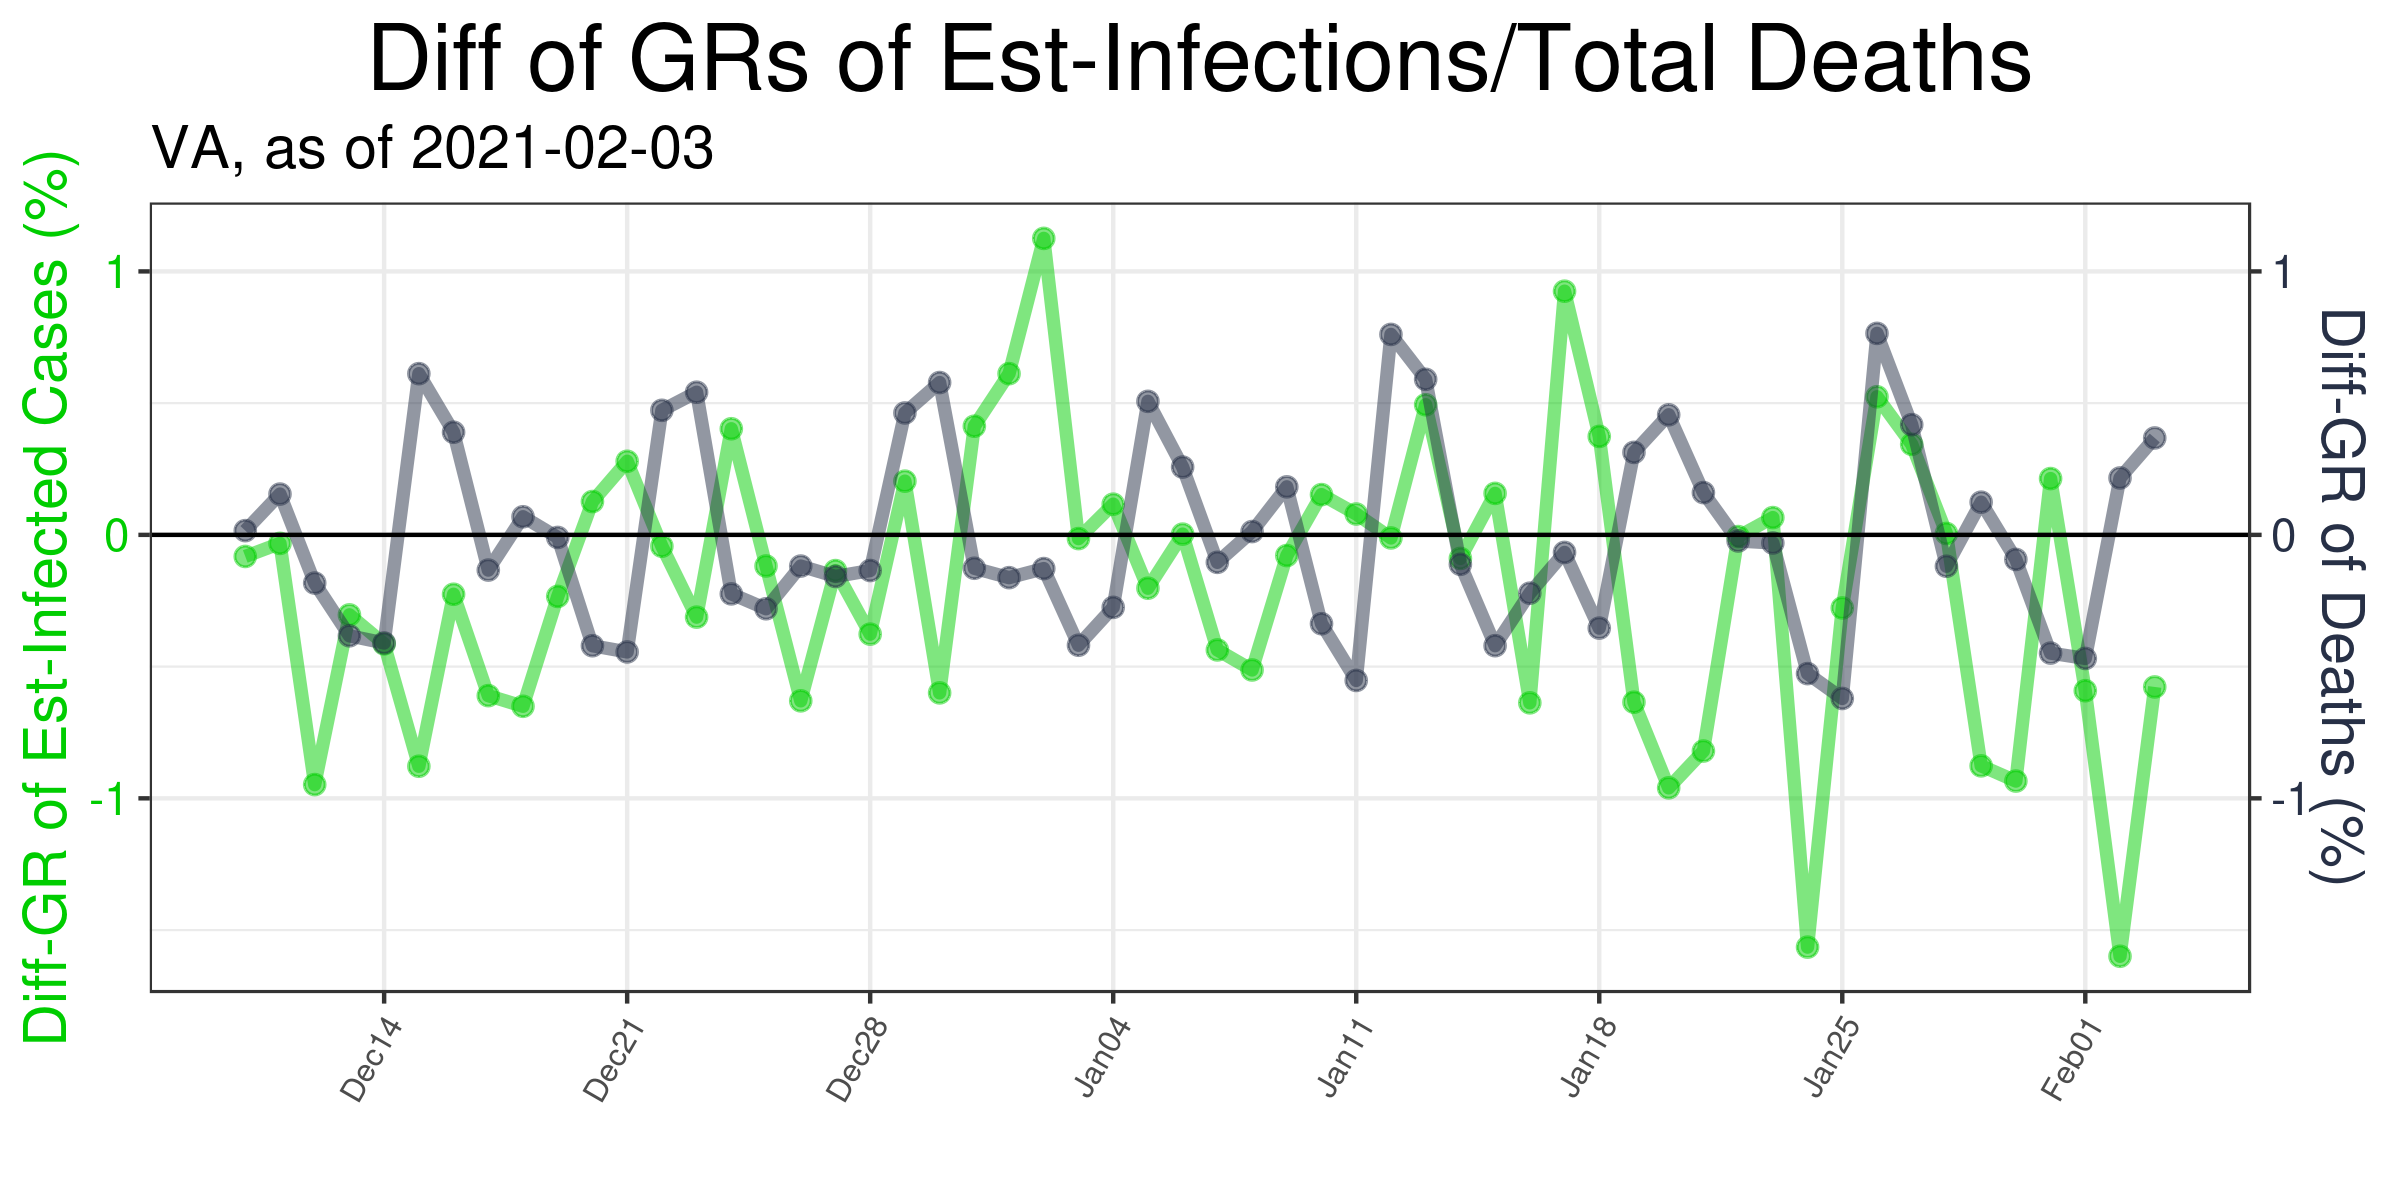 Diff of GRs of Est-Infections/Total Deaths
VA, as of 2021-02-03
Diff-GR of Est-Infected Cases (%)
1
0
-1
1
0
-1
Diff-GR of Deaths (%)
Dec14
Dec21
Dec28
Jan04
Jan11
Jan18
Jan25
Feb01